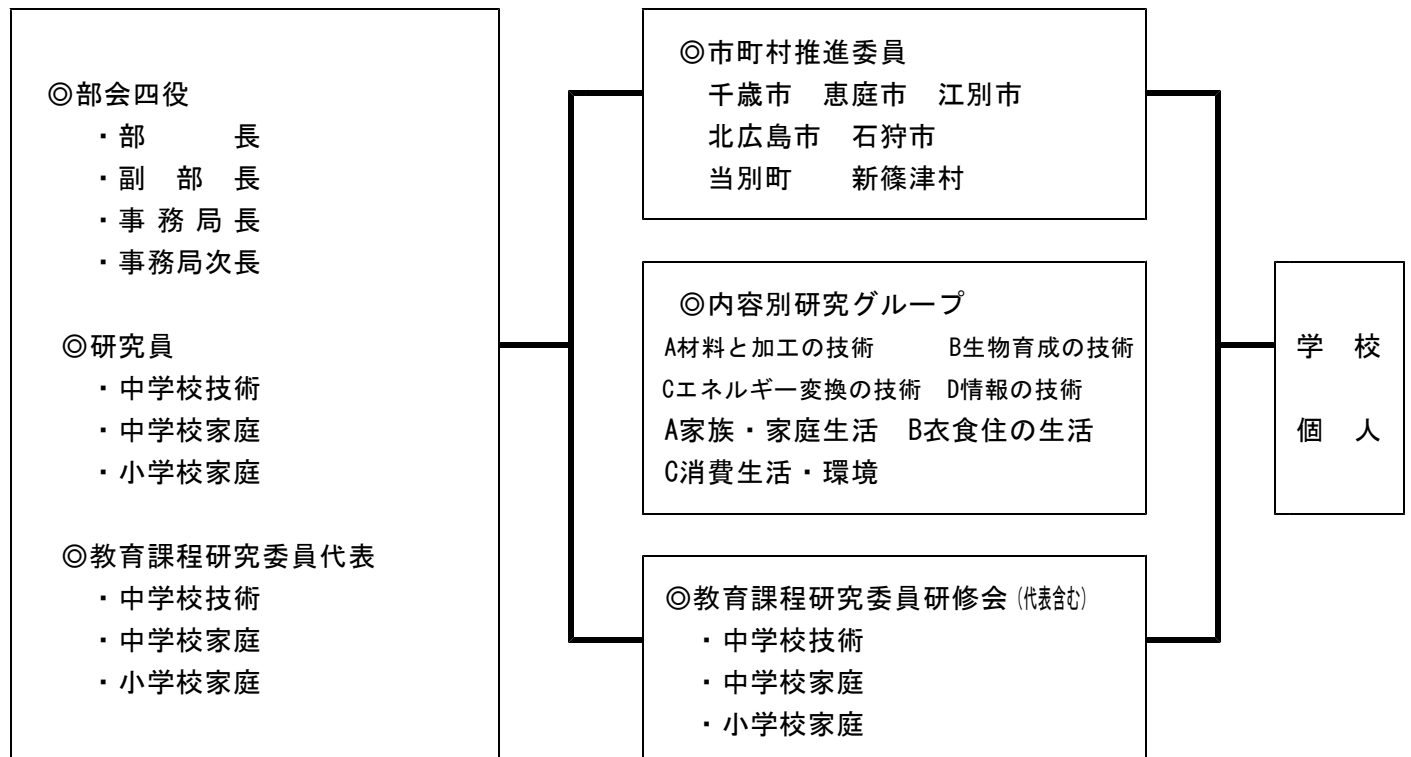 ◎部会四役
・部　　　長
・副　部　長
・事 務 局 長
・事務局次長
◎研究員
・中学校技術
・中学校家庭
・小学校家庭
◎教育課程研究委員代表
・中学校技術
・中学校家庭
・小学校家庭
◎市町村推進委員
千歳市　恵庭市　江別市
北広島市　石狩市
当別町　　新篠津村
◎内容別研究グループ
A材料と加工の技術　　　B生物育成の技術
Cエネルギー変換の技術　D情報の技術
A家族・家庭生活　B衣食住の生活
C消費生活・環境
◎教育課程研究委員研修会(代表含む)
・中学校技術
・中学校家庭
・小学校家庭
学　校
個　人